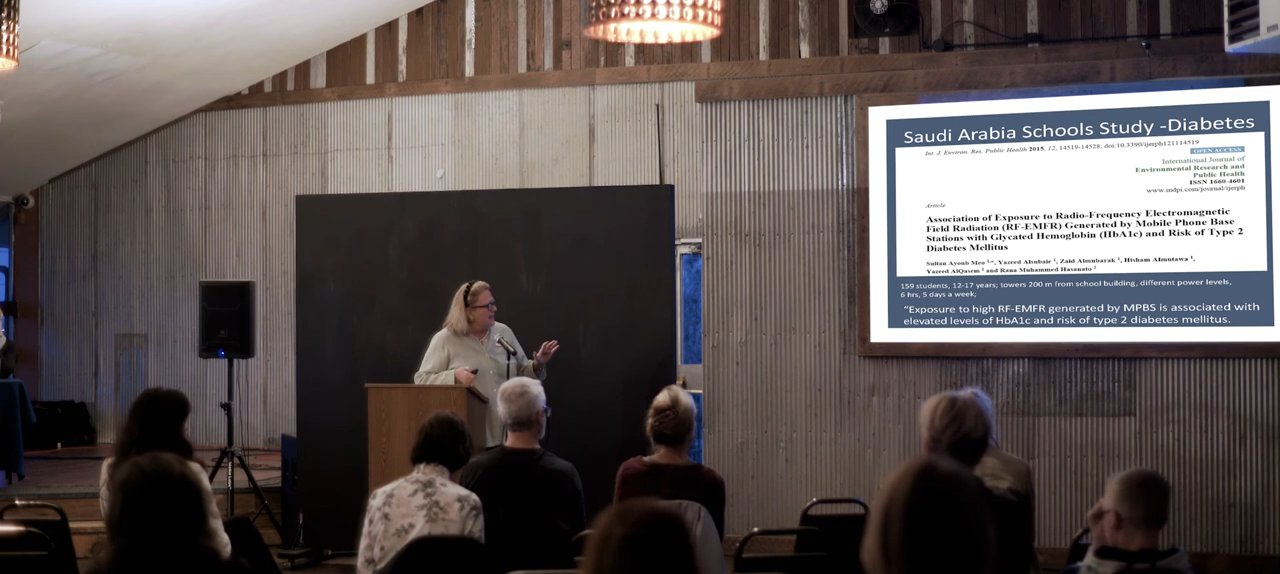 Saudi Arabia Schools Study -Diabetes
Int. J. Environ. Res. Public Health 2015, 12, 14519-14528; doi:10.3390/ijerph121114519
OPEN ACCESS
International Journal of
Environmental Research and
Public Health
ISSN 1660-4601
www.mdpi.com/journal/ijerph
Article
Association of Exposure to Radio-Frequency Electromagnetic
Field Radiation (RF-EMFR) Generated by Mobile Phone Base
Stations with Glycated Hemoglobin (HbA1c) and Risk of Type 2
Diabetes Mellitus
Sultan Ayoub Meo 1,*, Yazeed Alsubaie 1, Zaid Almubarak 1, Hisham Almutawa 1,
Yazeed AlQasem 1 and Rana Muhammed Hasanato 2
159 students, 12-17 years; towers 200 m from school building, different power levels,
6 hrs, 5 days a week;
"Exposure to high RF-EMFR generated by MPBS is associated with
elevated levels of HbA1c and risk of type 2 diabetes mellitus.